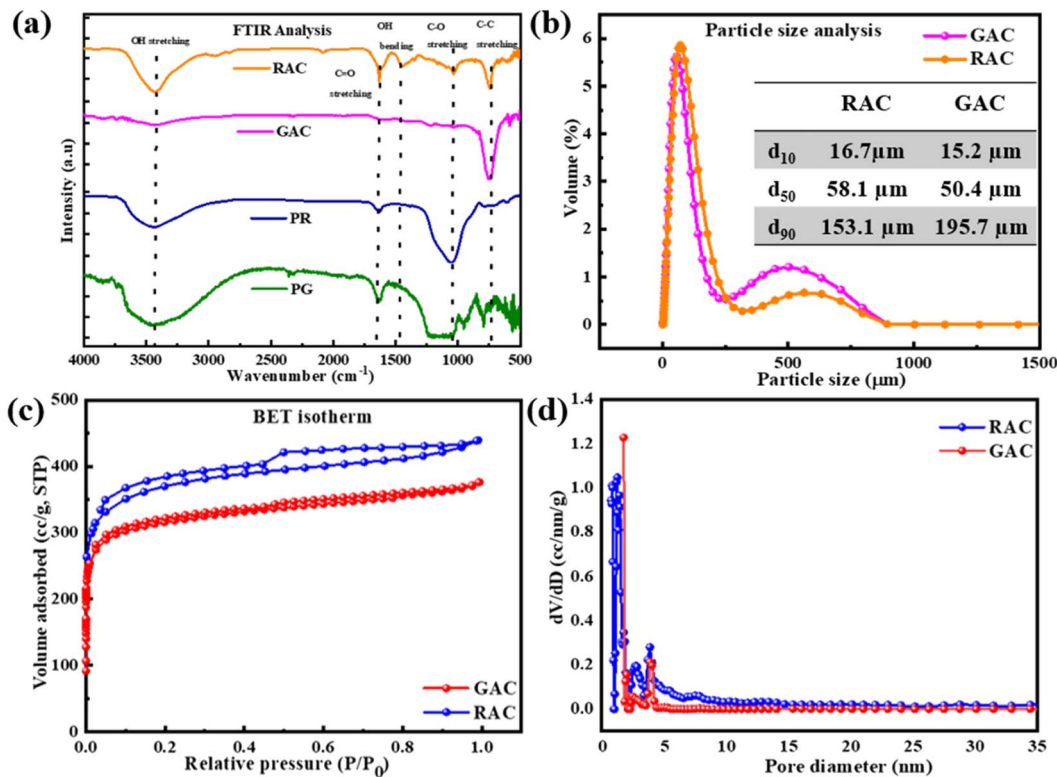 (a)
FTIR Analysis
OH stretching
OH
bending
C-O
stretching
C-C
stretching
C=O
stretching
RAC
GAC
PR
PG
Intensity (a.u)
4000 3500 3000 2500 2000 1500 1000 500
Wavenumber (cm⁻¹)
(b)
Particle size analysis
GAC
RAC
RAC GAC
d₁₀ 16.7µm 15.2 µm
d₅₀ 58.1 µm 50.4 µm
d₉₀ 153.1 µm 195.7 µm
Volume (%)
6
5
4
3
2
1
0
0 500 1000 1500
Particle size (µm)
(c)
BET isotherm
Volume adsorbed (cc/g, STP)
500
400
300
200
100
0
GAC
RAC
0.0 0.2 0.4 0.6 0.8 1.0
Relative pressure (P/P₀)
(d)
RAC
GAC
dV/dD (cc/nm/g)
1.4
1.2
1.0
0.8
0.6
0.4
0.2
0.0
0 5 10 15 20 25 30 35
Pore diameter (nm)